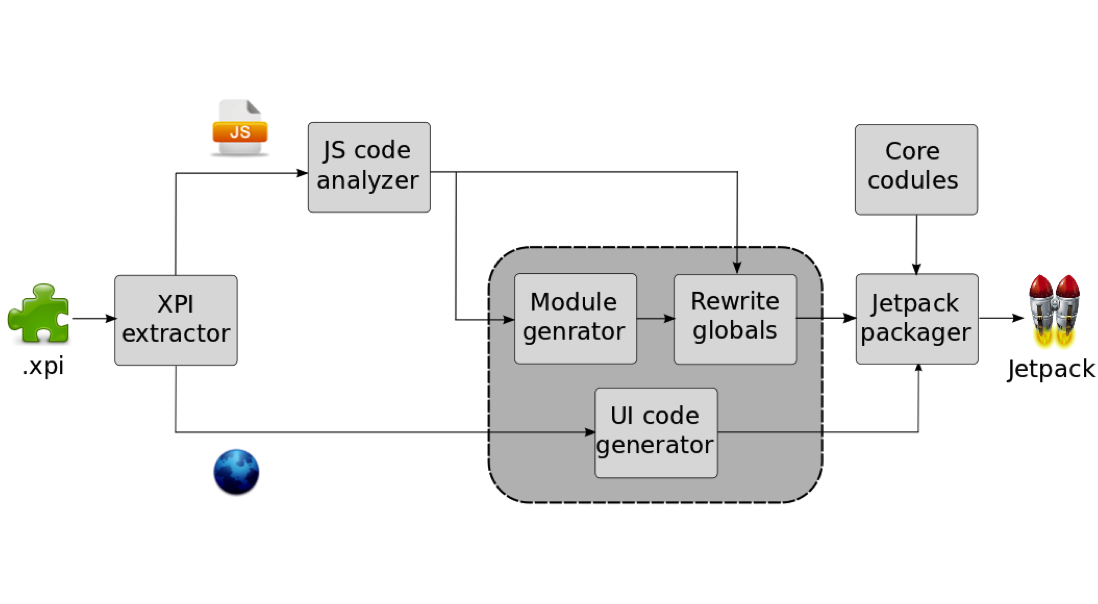 JS
JS code
analyzer
Core
codules
XPI
extractor
.xpi
Module
genrator
Rewrite
globals
Jetpack
packager
Jetpack
UI code
generator